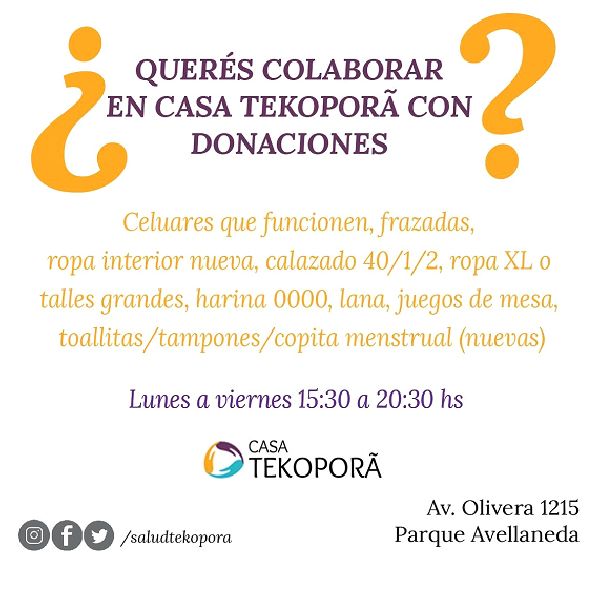 ¿QUERÉS COLABORAR
EN CASA TEKOPORÃ CON
DONACIONES?
Celuares que funcionen, frazadas,
ropa interior nueva, calazado 40/1/2, ropa XL o
talles grandes, harina 0000, lana, juegos de mesa,
toallitas/tampones/copita menstrual (nuevas)
Lunes a viernes 15:30 a 20:30 hs
CASA
TEKOPORÃ
Av. Olivera 1215
Parque Avellaneda
/saludtekopora